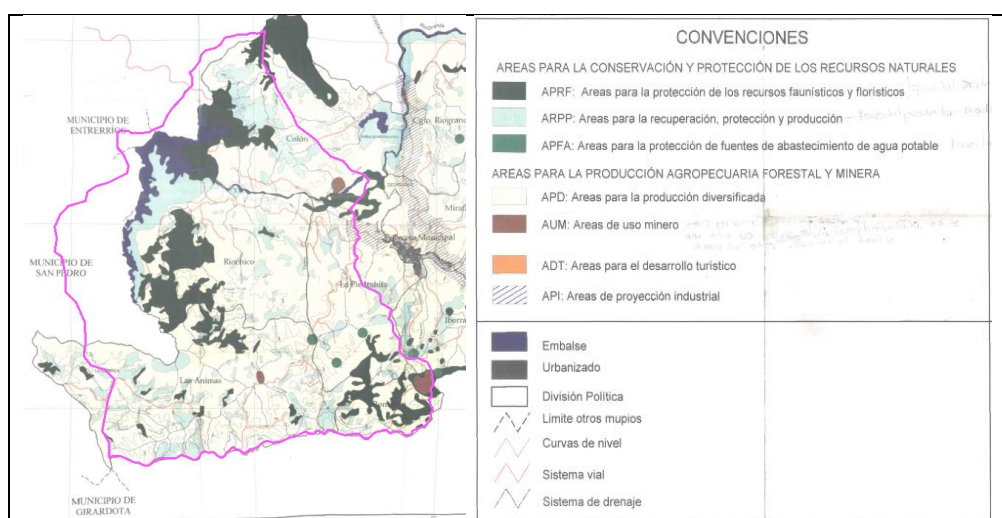 MUNICIPIO DE
ENTRERRÍOS
Colón
Cgto. Riogrand
Miraf
MUNICIPIO DE
SAN PEDRO
Riochico
La Piedrahita
Las Animas
MUNICIPIO DE
GIRARDOTA
CONVENCIONES
AREAS PARA LA CONSERVACIÓN Y PROTECCIÓN DE LOS RECURSOS NATURALES
APRF: Areas para la protección de los recursos faunísticos y florísticos
ARPP: Areas para la recuperación, protección y producción
APFA: Areas para la protección de fuentes de abastecimiento de agua potable
AREAS PARA LA PRODUCCIÓN AGROPECUARIA FORESTAL Y MINERA
APD: Areas para la producción diversificada
AUM: Areas de uso minero
ADT: Areas para el desarrollo turístico
API: Areas de proyección industrial
Embalse
Urbanizado
División Política
Limite otros mupios
Curvas de nivel
Sistema vial
Sistema de drenaje